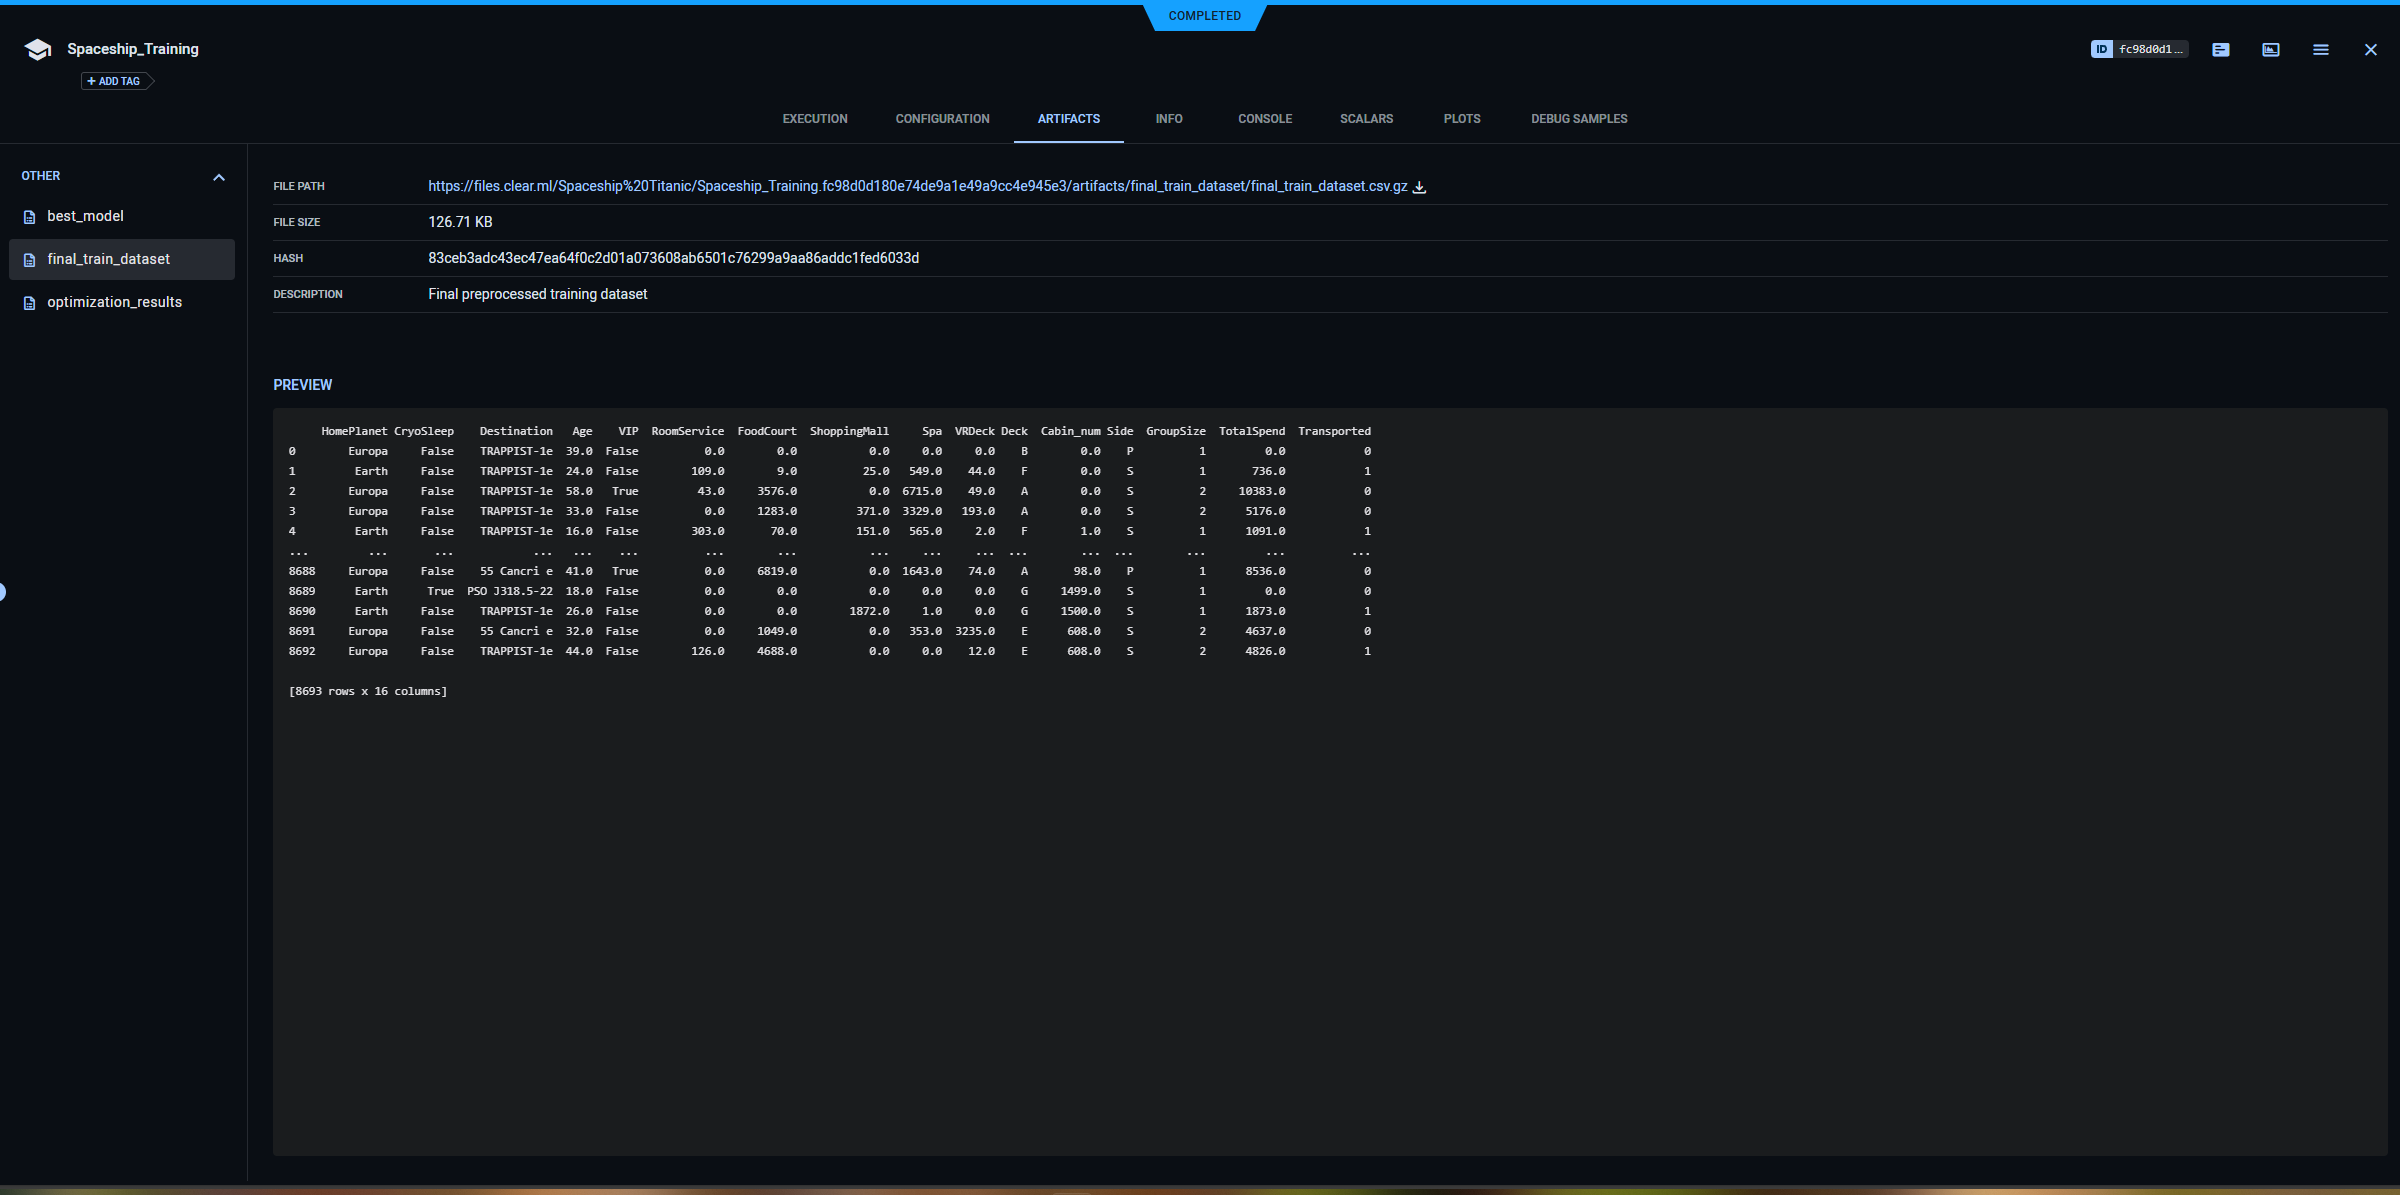 COMPLETED
Spaceship_Training
ID fc98d0d1...
+ ADD TAG
EXECUTION CONFIGURATION ARTIFACTS INFO CONSOLE SCALARS PLOTS DEBUG SAMPLES
OTHER
best_model
final_train_dataset
optimization_results
FILE PATH https://files.clear.ml/Spaceship%20Titanic/Spaceship_Training.fc98d0d180e74de9a1e49a9cc4e945e3/artifacts/final_train_dataset/final_train_dataset.csv.gz
FILE SIZE 126.71 KB
HASH 83ceb3adc43ec47ea64f0c2d01a073608ab6501c76299a9aa86addc1fed6033d
DESCRIPTION Final preprocessed training dataset
PREVIEW
HomePlanet CryoSleep Destination Age VIP RoomService FoodCourt ShoppingMall Spa VRDeck Deck Cabin_num Side GroupSize TotalSpend Transported
0 Europa False TRAPPIST-1e 39.0 False 0.0 0.0 0.0 0.0 0.0 B 0.0 P 1 0.0 0
1 Earth False TRAPPIST-1e 24.0 False 109.0 9.0 25.0 549.0 44.0 F 0.0 S 1 736.0 1
2 Europa False TRAPPIST-1e 58.0 True 43.0 3576.0 0.0 6715.0 49.0 A 0.0 S 2 10383.0 0
3 Europa False TRAPPIST-1e 33.0 False 0.0 1283.0 371.0 3329.0 193.0 A 0.0 S 2 5176.0 0
4 Earth False TRAPPIST-1e 16.0 False 303.0 70.0 151.0 565.0 2.0 F 1.0 S 1 1091.0 1
... ... ... ... ... ... ... ... ... ... ... ... ... ... ... ... ...
8688 Europa False 55 Cancri e 41.0 True 0.0 6819.0 0.0 1643.0 74.0 A 98.0 P 1 8536.0 0
8689 Earth True PSO J318.5-22 18.0 False 0.0 0.0 0.0 0.0 0.0 G 1499.0 S 1 0.0 0
8690 Earth False TRAPPIST-1e 26.0 False 0.0 0.0 1872.0 1.0 0.0 G 1500.0 S 1 1873.0 1
8691 Europa False 55 Cancri e 32.0 False 0.0 1049.0 0.0 353.0 3235.0 E 608.0 S 2 4637.0 0
8692 Europa False TRAPPIST-1e 44.0 False 126.0 4688.0 0.0 0.0 12.0 E 608.0 S 2 4826.0 1
[8693 rows x 16 columns]